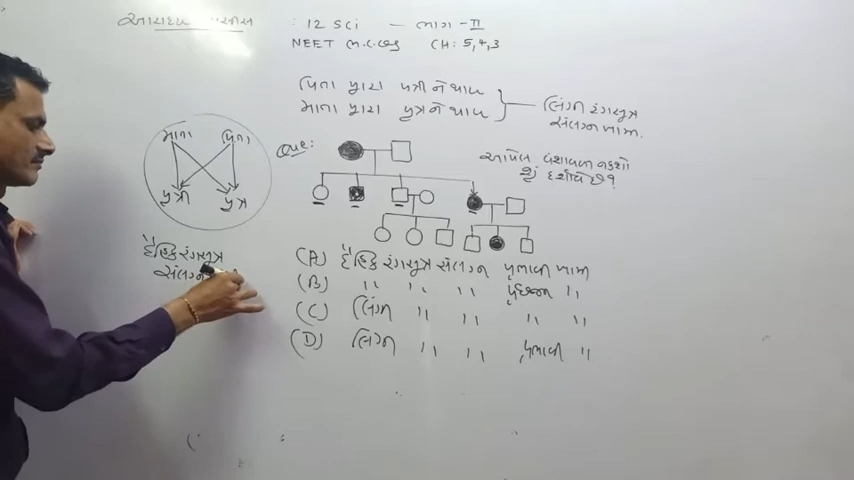 : 12 Sci — ભાગ - II
NEET CH: 5,4,3
પિતા દ્વારા પુત્રીને થાય
માતા દ્વારા પુત્રને થાય
લિંગ રંગસૂત્ર
સંલગ્ન ખામી.
માતા પિતા
પુત્રી પુત્ર
Que:
આપેલ વંશાવળી નકશો
શું દર્શાવે છે?
દૈહિક રંગસૂત્ર
સંલગ્ન
(A) દૈહિક રંગસૂત્ર સંલગ્ન પ્રભાવી ખામી
(B) " " " પ્રચ્છન્ન "
(C) લિંગ " " " "
(D) લિંગ " " પ્રભાવી "